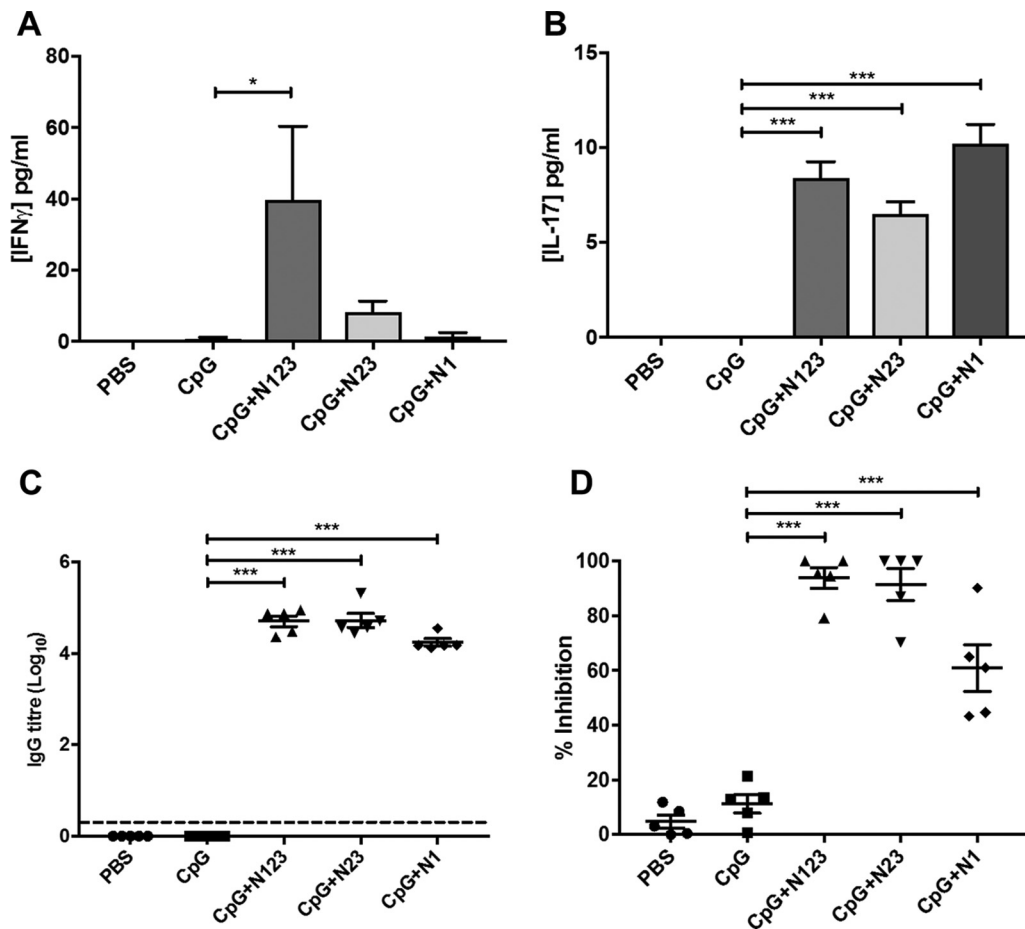 A
[IFNγ] pg/ml
80
60
40
20
0
*
PBS
CpG
CpG+N123
CpG+N23
CpG+N1
B
[IL-17] pg/ml
15
10
5
0
***
***
***
PBS
CpG
CpG+N123
CpG+N23
CpG+N1
C
IgG titre (Log10)
6
4
2
0
***
***
***
PBS
CpG
CpG+N123
CpG+N23
CpG+N1
D
% Inhibition
100
80
60
40
20
0
***
***
***
PBS
CpG
CpG+N123
CpG+N23
CpG+N1